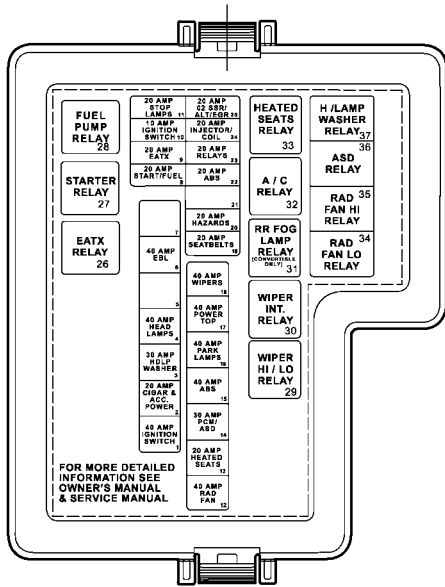 FUEL
PUMP
RELAY
28
STARTER
RELAY
27
EATX
RELAY
26
20 AMP
STOP
LAMPS 11
10 AMP
IGNITION
SWITCH 10
20 AMP
EATX 9
20 AMP
START/FUEL
8
7
40 AMP
EBL
6
5
40 AMP
HEAD
LAMPS
4
30 AMP
HDLP
WASHER
3
20 AMP
CIGAR &
ACC.
POWER 2
40 AMP
IGNITION
SWITCH 1
20 AMP
O2 SSR/
ALT/EGR 25
20 AMP
INJECTOR/
COIL 24
20 AMP
RELAYS
23
20 AMP
ABS
22
21
20 AMP
HAZARDS
20
20 AMP
SEATBELTS
19
40 AMP
WIPERS
18
40 AMP
POWER
TOP
17
40 AMP
PARK
LAMPS
16
40 AMP
ABS
15
30 AMP
PCM/
ASD
14
20 AMP
HEATED
SEATS
13
40 AMP
RAD
FAN
12
HEATED
SEATS
RELAY
33
A / C
RELAY
32
RR FOG
LAMP
RELAY
(CONVERTIBLE
ONLY) 31
WIPER
INT.
RELAY
30
WIPER
HI / LO
RELAY
29
H /LAMP
WASHER
RELAY 37
36
ASD
RELAY
RAD 35
FAN HI
RELAY
RAD 34
FAN LO
RELAY
FOR MORE DETAILED
INFORMATION SEE
OWNER'S MANUAL
& SERVICE MANUAL